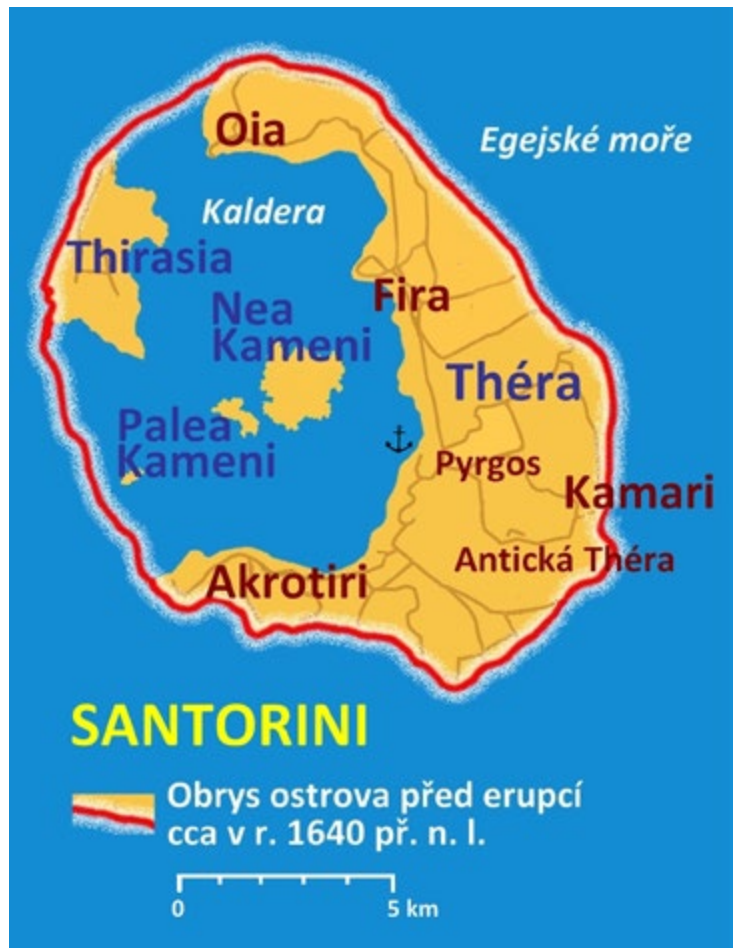 Oia
Egejské moře
Kaldera
Thirasia
Nea
Kameni
Fira
Théra
Palea
Kameni
Pyrgos
Kamari
Antická Théra
Akrotiri
SANTORINI
Obrys ostrova před erupcí
cca v r. 1640 př. n. l.
0
5 km